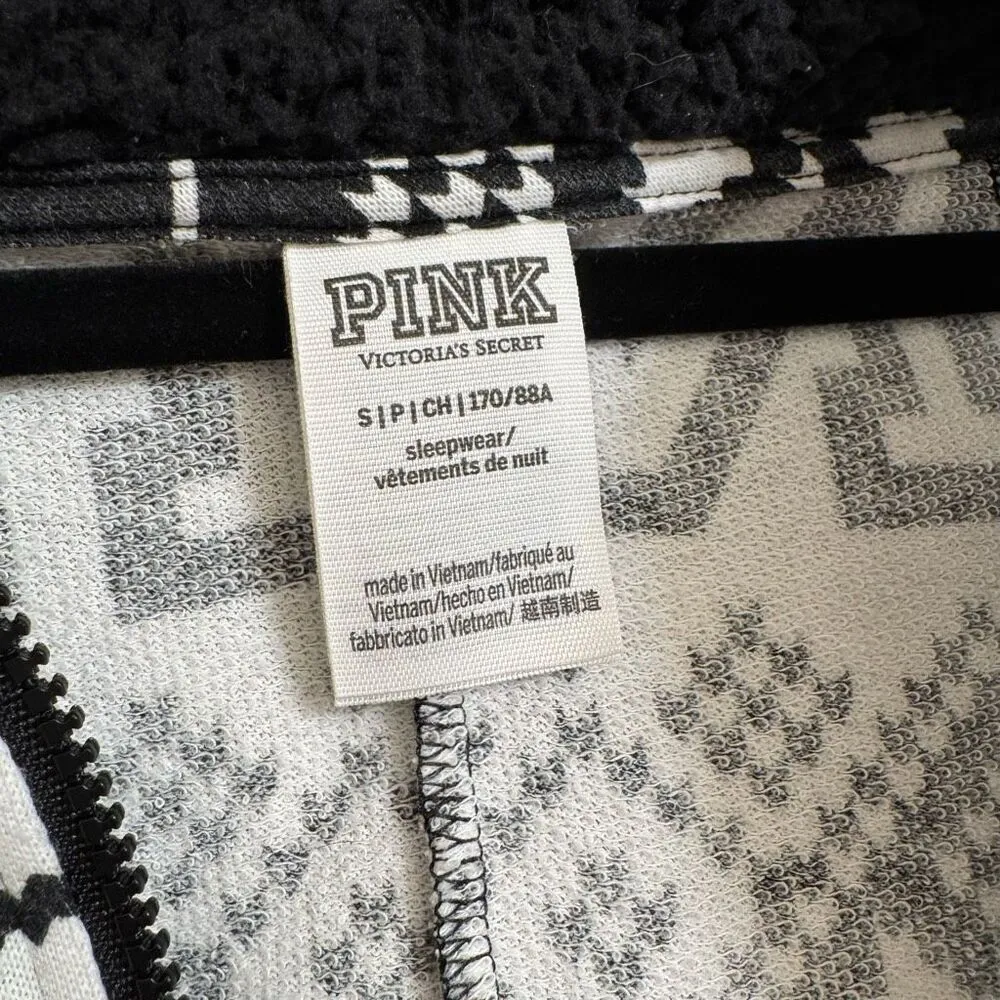 PINK
VICTORIA'S SECRET
S | P | CH | 170/88A
sleepwear/
vêtements de nuit
made in Vietnam/fabriqué au
Vietnam/hecho en Vietnam/
fabbricato in Vietnam/ 越南制造